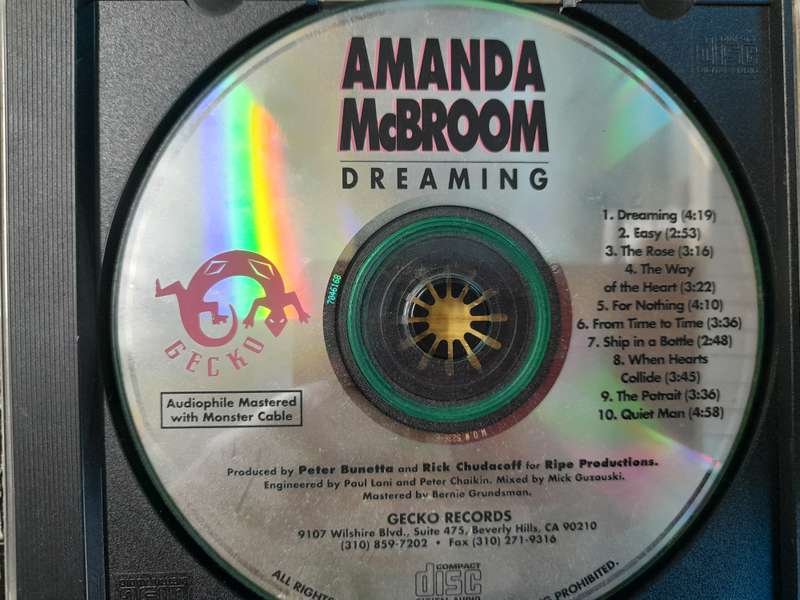 AMANDA
McBROOM
DREAMING
1. Dreaming (4:19)
2. Easy (2:53)
3. The Rose (3:16)
4. The Way
of the Heart (3:22)
5. For Nothing (4:10)
6. From Time to Time (3:36)
7. Ship in a Bottle (2:48)
8. When Hearts
Collide (3:45)
9. The Potrait (3:36)
10. Quiet Man (4:58)
7046168
GECKO
Audiophile Mastered
with Monster Cable
Produced by Peter Bunetta and Rick Chudacoff for Ripe Productions.
Engineered by Paul Lani and Peter Chaikin. Mixed by Mick Guzouski.
Mastered by Bernie Grundsman.
GECKO RECORDS
9107 Wilshire Blvd., Suite 475, Beverly Hills, CA 90210
(310) 859-7202 • Fax (310) 271-9316
ALL RIGHTS
PROHIBITED.
COMPACT
disc
DIGITAL AUDIO